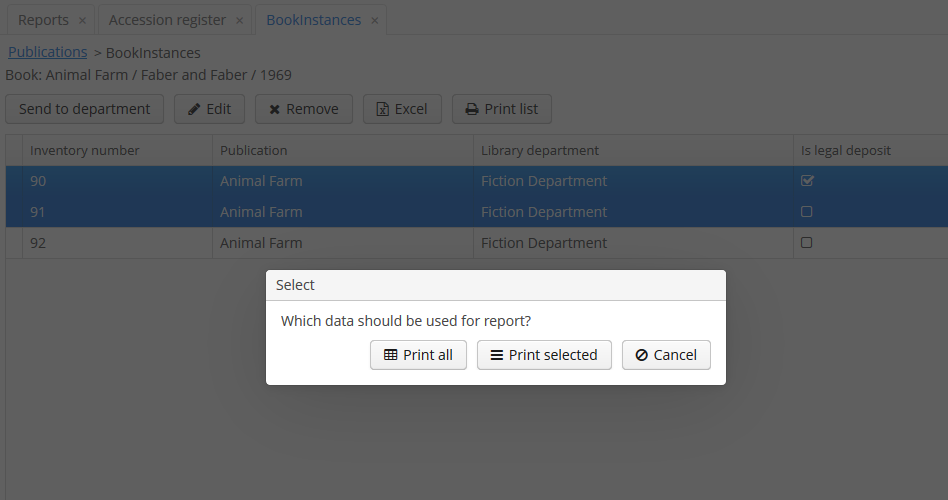 Reports × Accession register × BookInstances ×
Publications > BookInstances
Book: Animal Farm / Faber and Faber / 1969
Send to department Edit Remove Excel Print list
Inventory number Publication Library department Is legal deposit
90 Animal Farm Fiction Department
91 Animal Farm Fiction Department
92 Animal Farm Fiction Department
Select
Which data should be used for report?
Print all Print selected Cancel